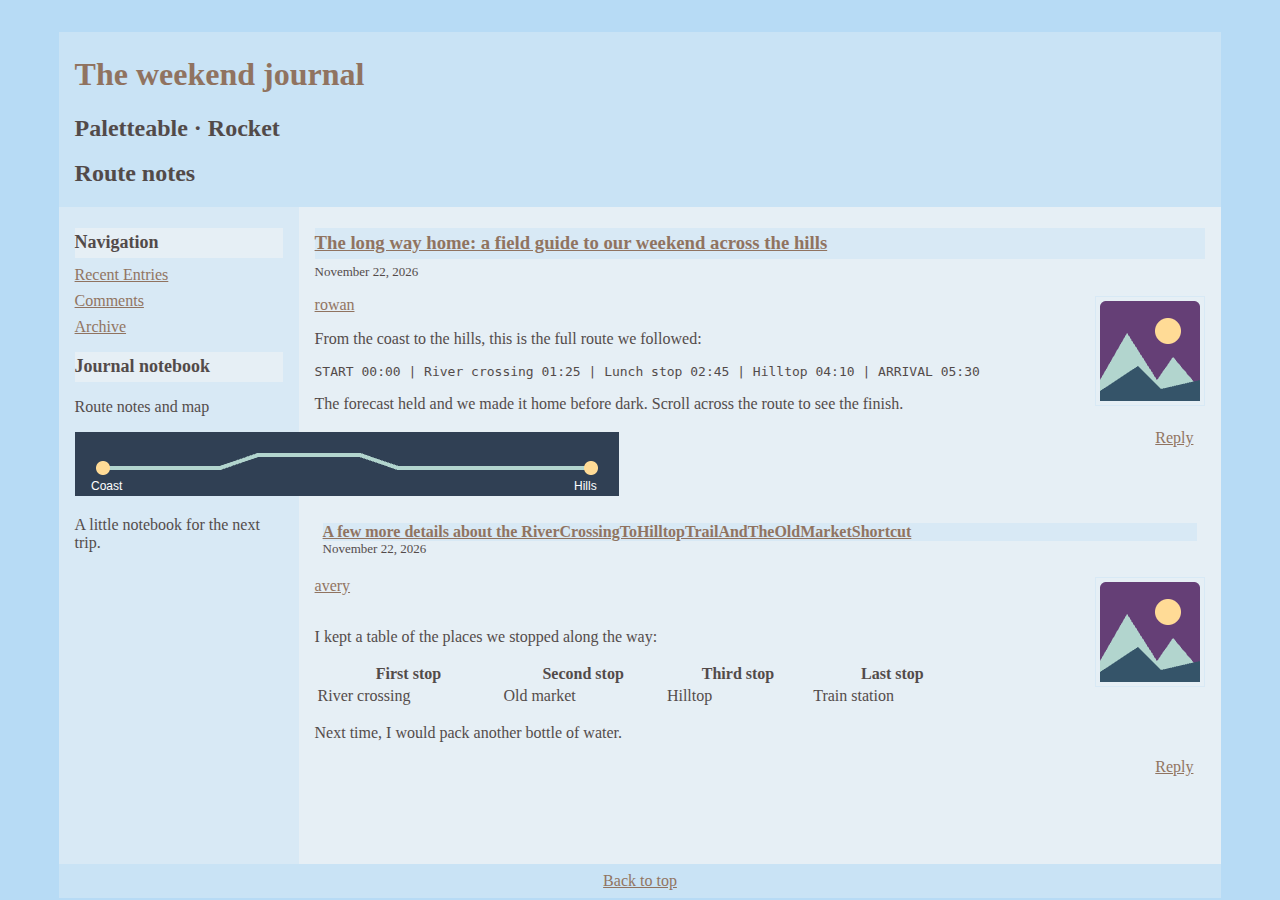 The weekend journal
Paletteable · Rocket
Route notes
Navigation
Recent Entries
Comments
Archive
Journal notebook
Route notes and map
Coast
Hills
A little notebook for the next
trip.
The long way home: a field guide to our weekend across the hills
November 22, 2026
rowan
From the coast to the hills, this is the full route we followed:
START 00:00 | River crossing 01:25 | Lunch stop 02:45 | Hilltop 04:10 | ARRIVAL 05:30
The forecast held and we made it home before dark. Scroll across the route to see the finish.
Reply
A few more details about the RiverCrossingToHilltopTrailAndTheOldMarketShortcut
November 22, 2026
avery
I kept a table of the places we stopped along the way:
First stop Second stop Third stop Last stop
River crossing Old market Hilltop Train station
Next time, I would pack another bottle of water.
Reply
Back to top